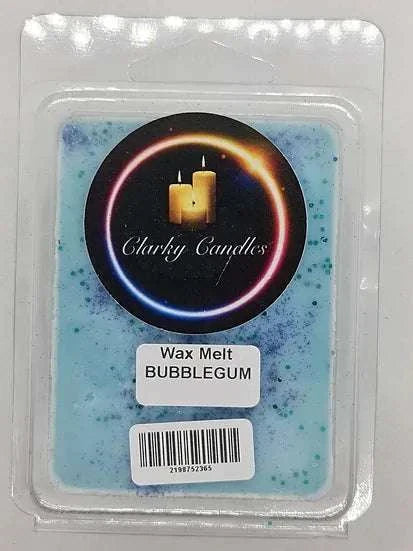 Clarky Candles
Wax Melt
BUBBLEGUM
2198752365